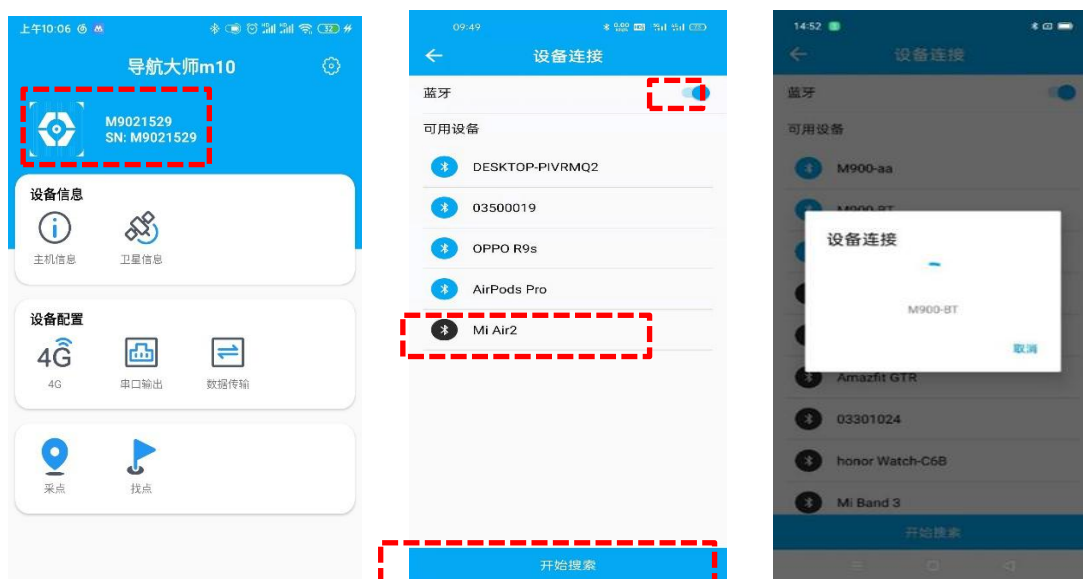 上午10:06
32
导航大师m10
M9021529
SN: M9021529
设备信息
主机信息
卫星信息
设备配置
4G
4G
串口输出
数据传输
采点
找点
09:49
设备连接
蓝牙
可用设备
DESKTOP-PIVRMQ2
03500019
OPPO R9s
AirPods Pro
Mi Air2
开始搜索
14:52
设备连接
蓝牙
可用设备
M900-aa
M900-BT
设备连接
M900-BT
取消
Amazfit GTR
03301024
honor Watch-C6B
Mi Band 3
开始搜索